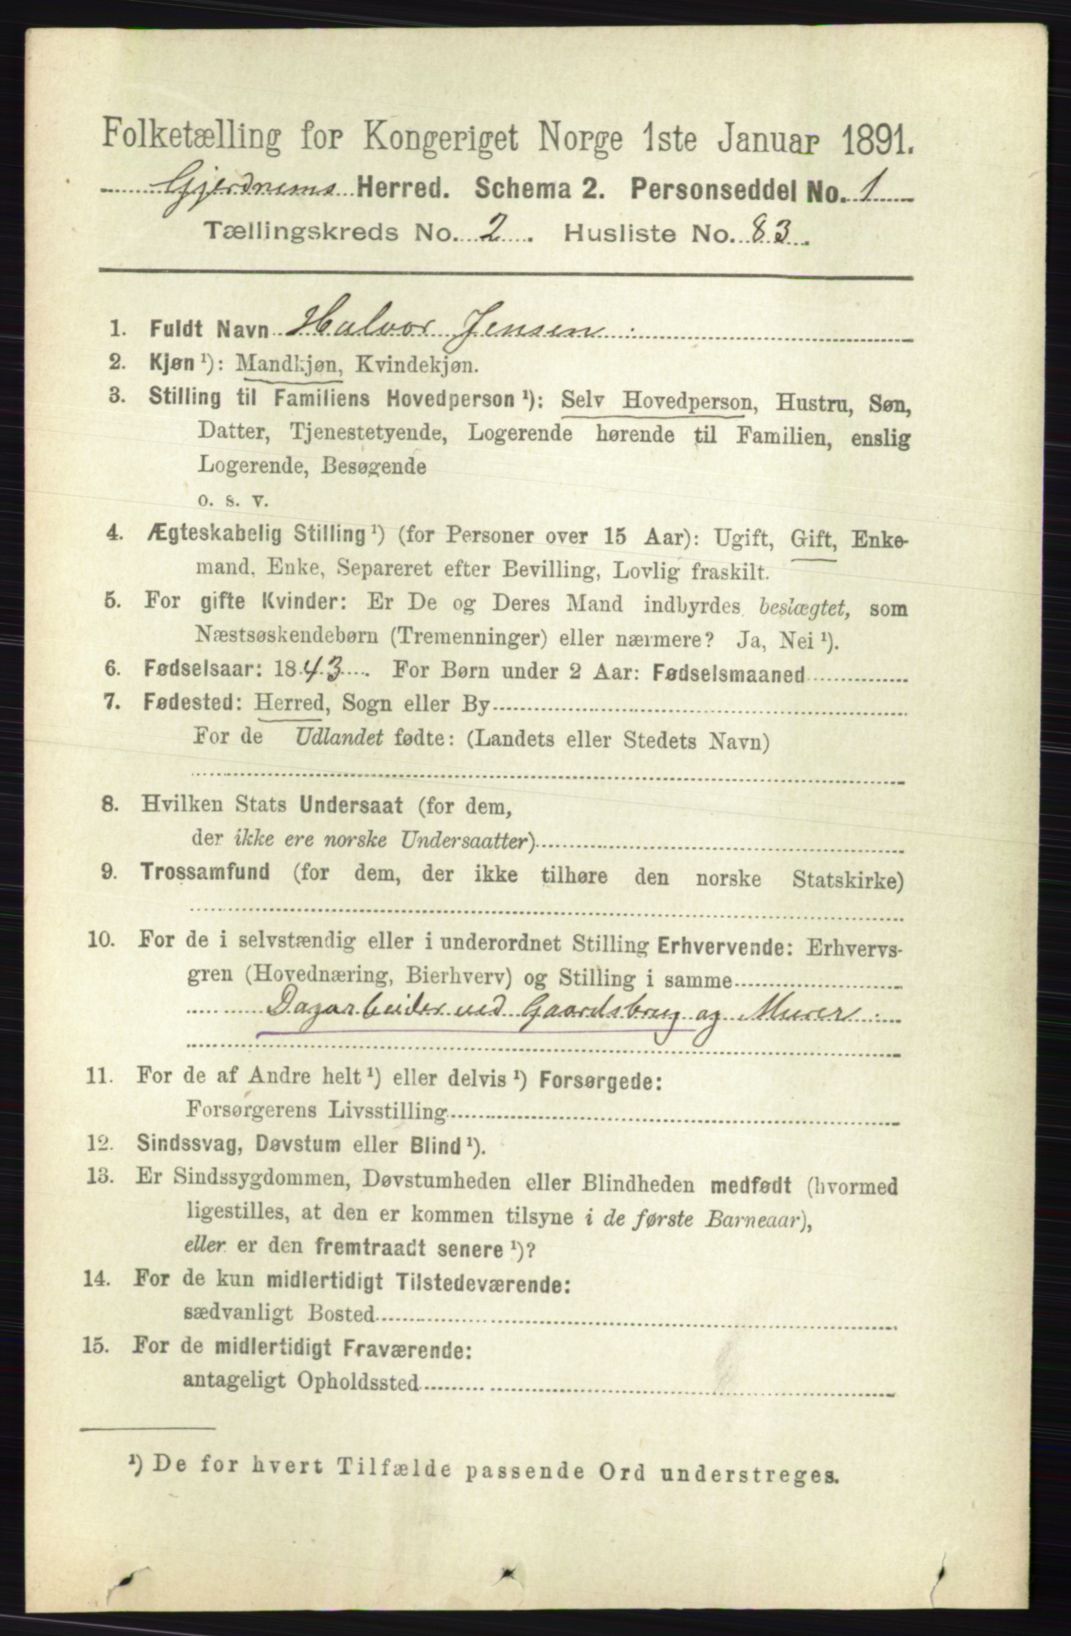 Folketælling for Kongeriget Norge 1ste Januar 1891.
Gjerdrums Herred. Schema 2. Personseddel No. 1
Tællingskreds No. 2. Husliste No. 83.
1. Fuldt Navn Halvor Jensen
2. Kjøn ¹): Mandkjøn, Kvindekjøn.
3. Stilling til Familiens Hovedperson ¹): Selv Hovedperson, Hustru, Søn,
Datter, Tjenestetyende, Logerende hørende til Familien, enslig
Logerende, Besøgende
o. s. v.
4. Ægteskabelig Stilling ¹) (for Personer over 15 Aar): Ugift, Gift, Enke-
mand, Enke, Separeret efter Bevilling, Lovlig fraskilt.
5. For gifte Kvinder: Er De og Deres Mand indbyrdes beslægtet, som
Næstsøskendebørn (Tremenninger) eller nærmere? Ja, Nei ¹).
6. Fødselsaar: 1843. For Børn under 2 Aar: Fødselsmaaned
7. Fødested: Herred, Sogn eller By
For de Udlandet fødte: (Landets eller Stedets Navn)
8. Hvilken Stats Undersaat (for dem,
der ikke ere norske Undersaatter)
9. Trossamfund (for dem, der ikke tilhøre den norske Statskirke)
10. For de i selvstændig eller i underordnet Stilling Erhvervende: Erhvervs-
gren (Hovednæring, Bierhverv) og Stilling i samme
Dagarbeider ved Gaardsbrug og Murer
11. For de af Andre helt ¹) eller delvis ¹) Forsørgede:
Forsørgerens Livsstilling
12. Sindssvag, Døvstum eller Blind ¹).
13. Er Sindssygdommen, Døvstumheden eller Blindheden medfødt (hvormed
ligestilles, at den er kommen tilsyne i de første Barneaar),
eller er den fremtraadt senere ¹)?
14. For de kun midlertidigt Tilstedeværende:
sædvanligt Bosted
15. For de midlertidigt Fraværende:
antageligt Opholdssted
¹) De for hvert Tilfælde passende Ord understreges.